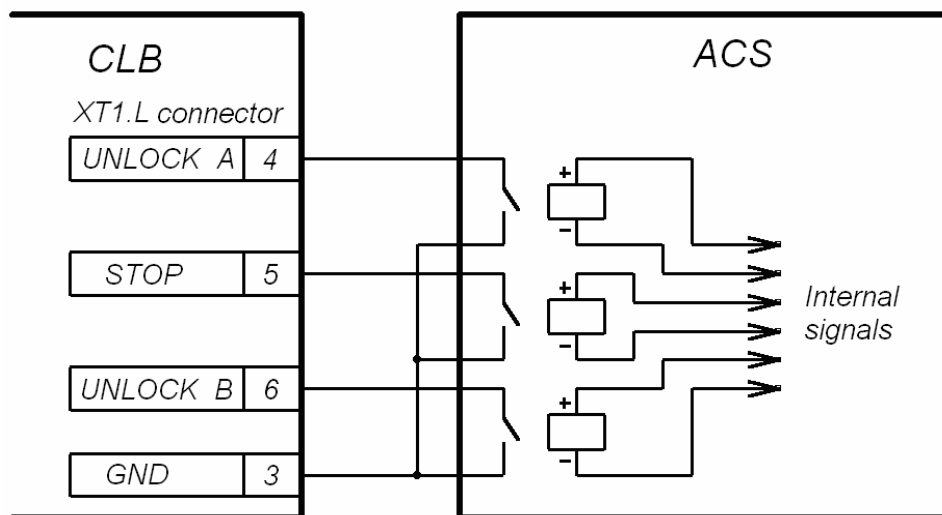 CLB
ACS
XT1.L connector
UNLOCK A 4
STOP 5
UNLOCK B 6
GND 3
+
−
+
−
+
−
Internal
signals